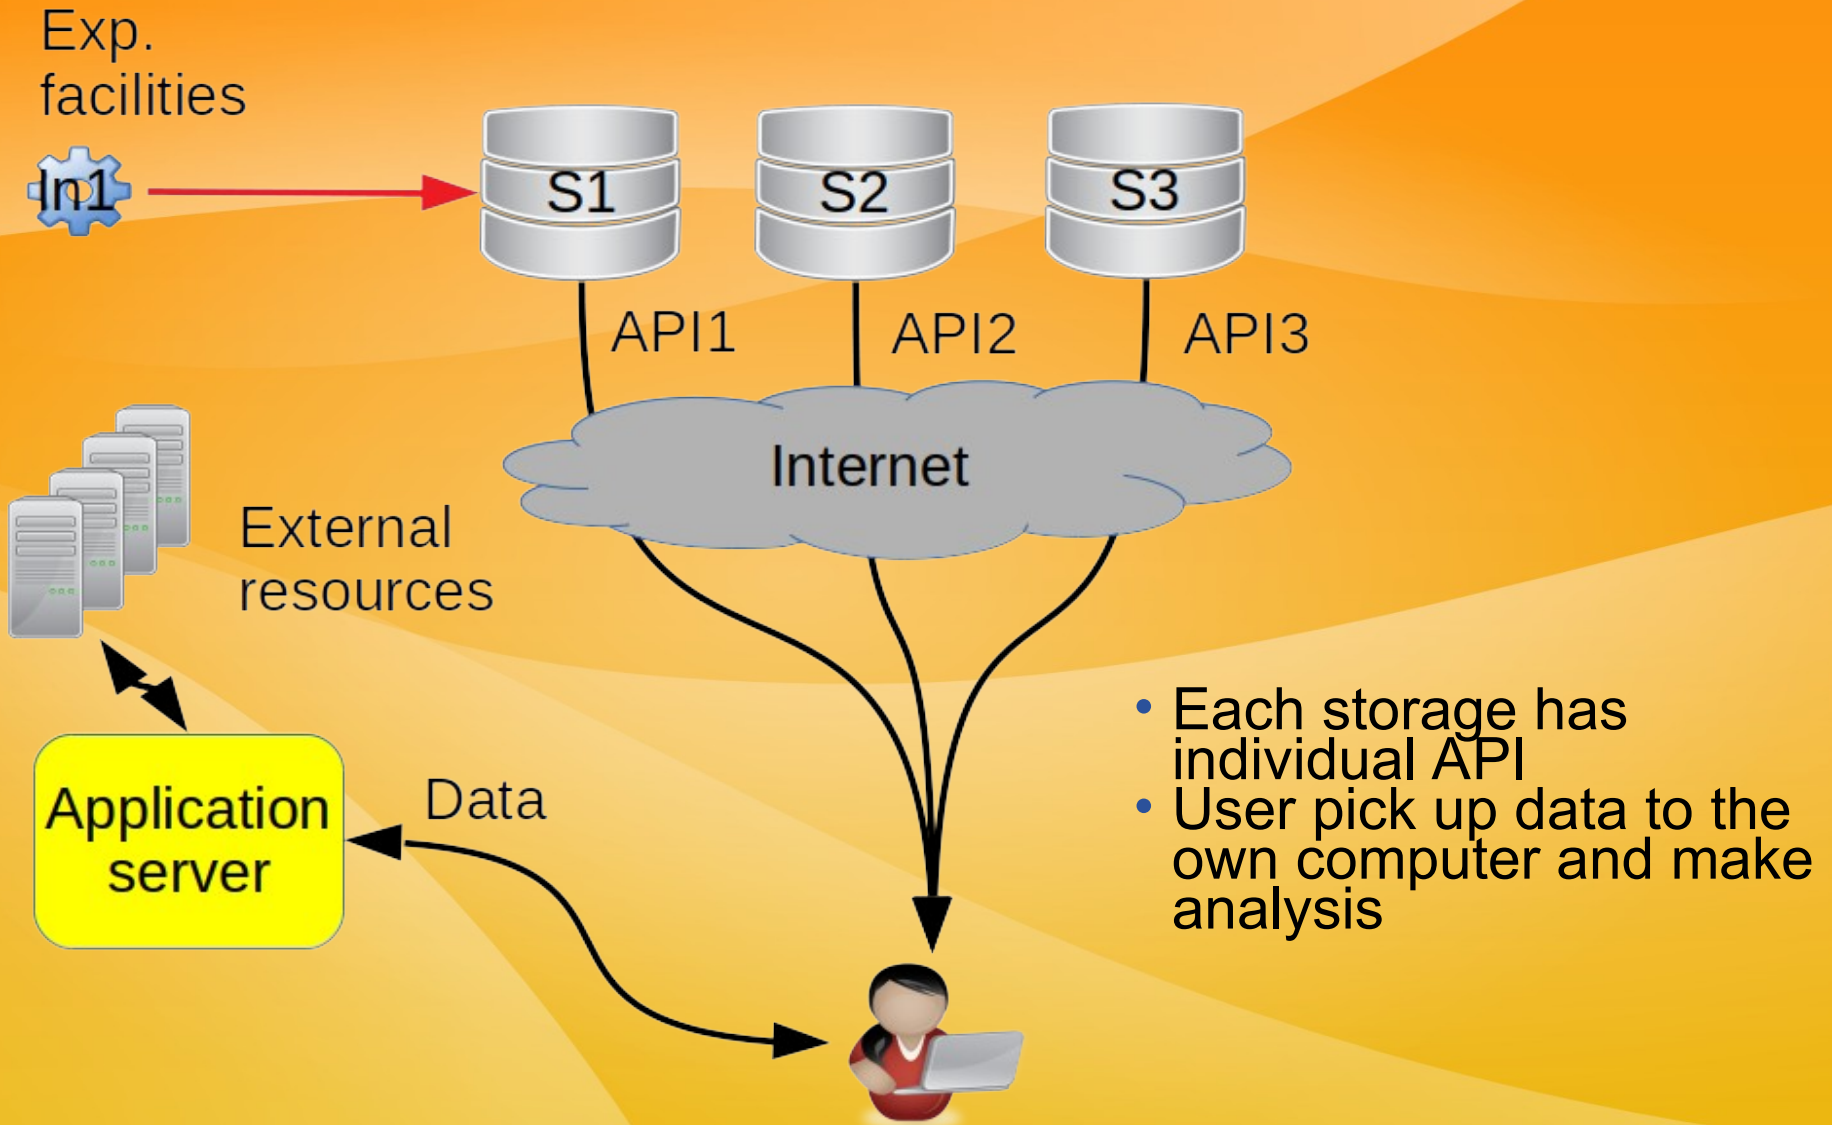 Exp.
facilities
In1
S1
S2
S3
API1
API2
API3
Internet
External
resources
Application
server
Data
• Each storage has
individual API
• User pick up data to the
own computer and make
analysis